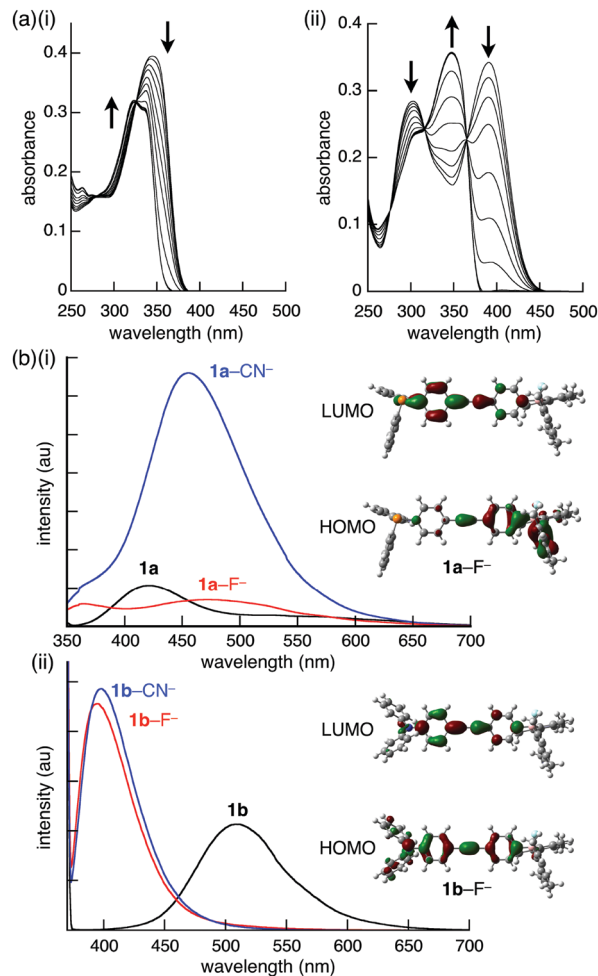 (a)(i)
(ii)
0.4
0.3
0.2
0.1
0
absorbance
250 300 350 400 450 500
wavelength (nm)
0.4
0.3
0.2
0.1
0
absorbance
250 300 350 400 450 500
wavelength (nm)
(b)(i)
1a–CN⁻
1a
1a–F⁻
intensity (au)
350 400 450 500 550 600 650 700
wavelength (nm)
LUMO
HOMO
1a–F⁻
(ii)
1b–CN⁻
1b–F⁻
1b
intensity (au)
400 450 500 550 600 650 700
wavelength (nm)
LUMO
HOMO
1b–F⁻